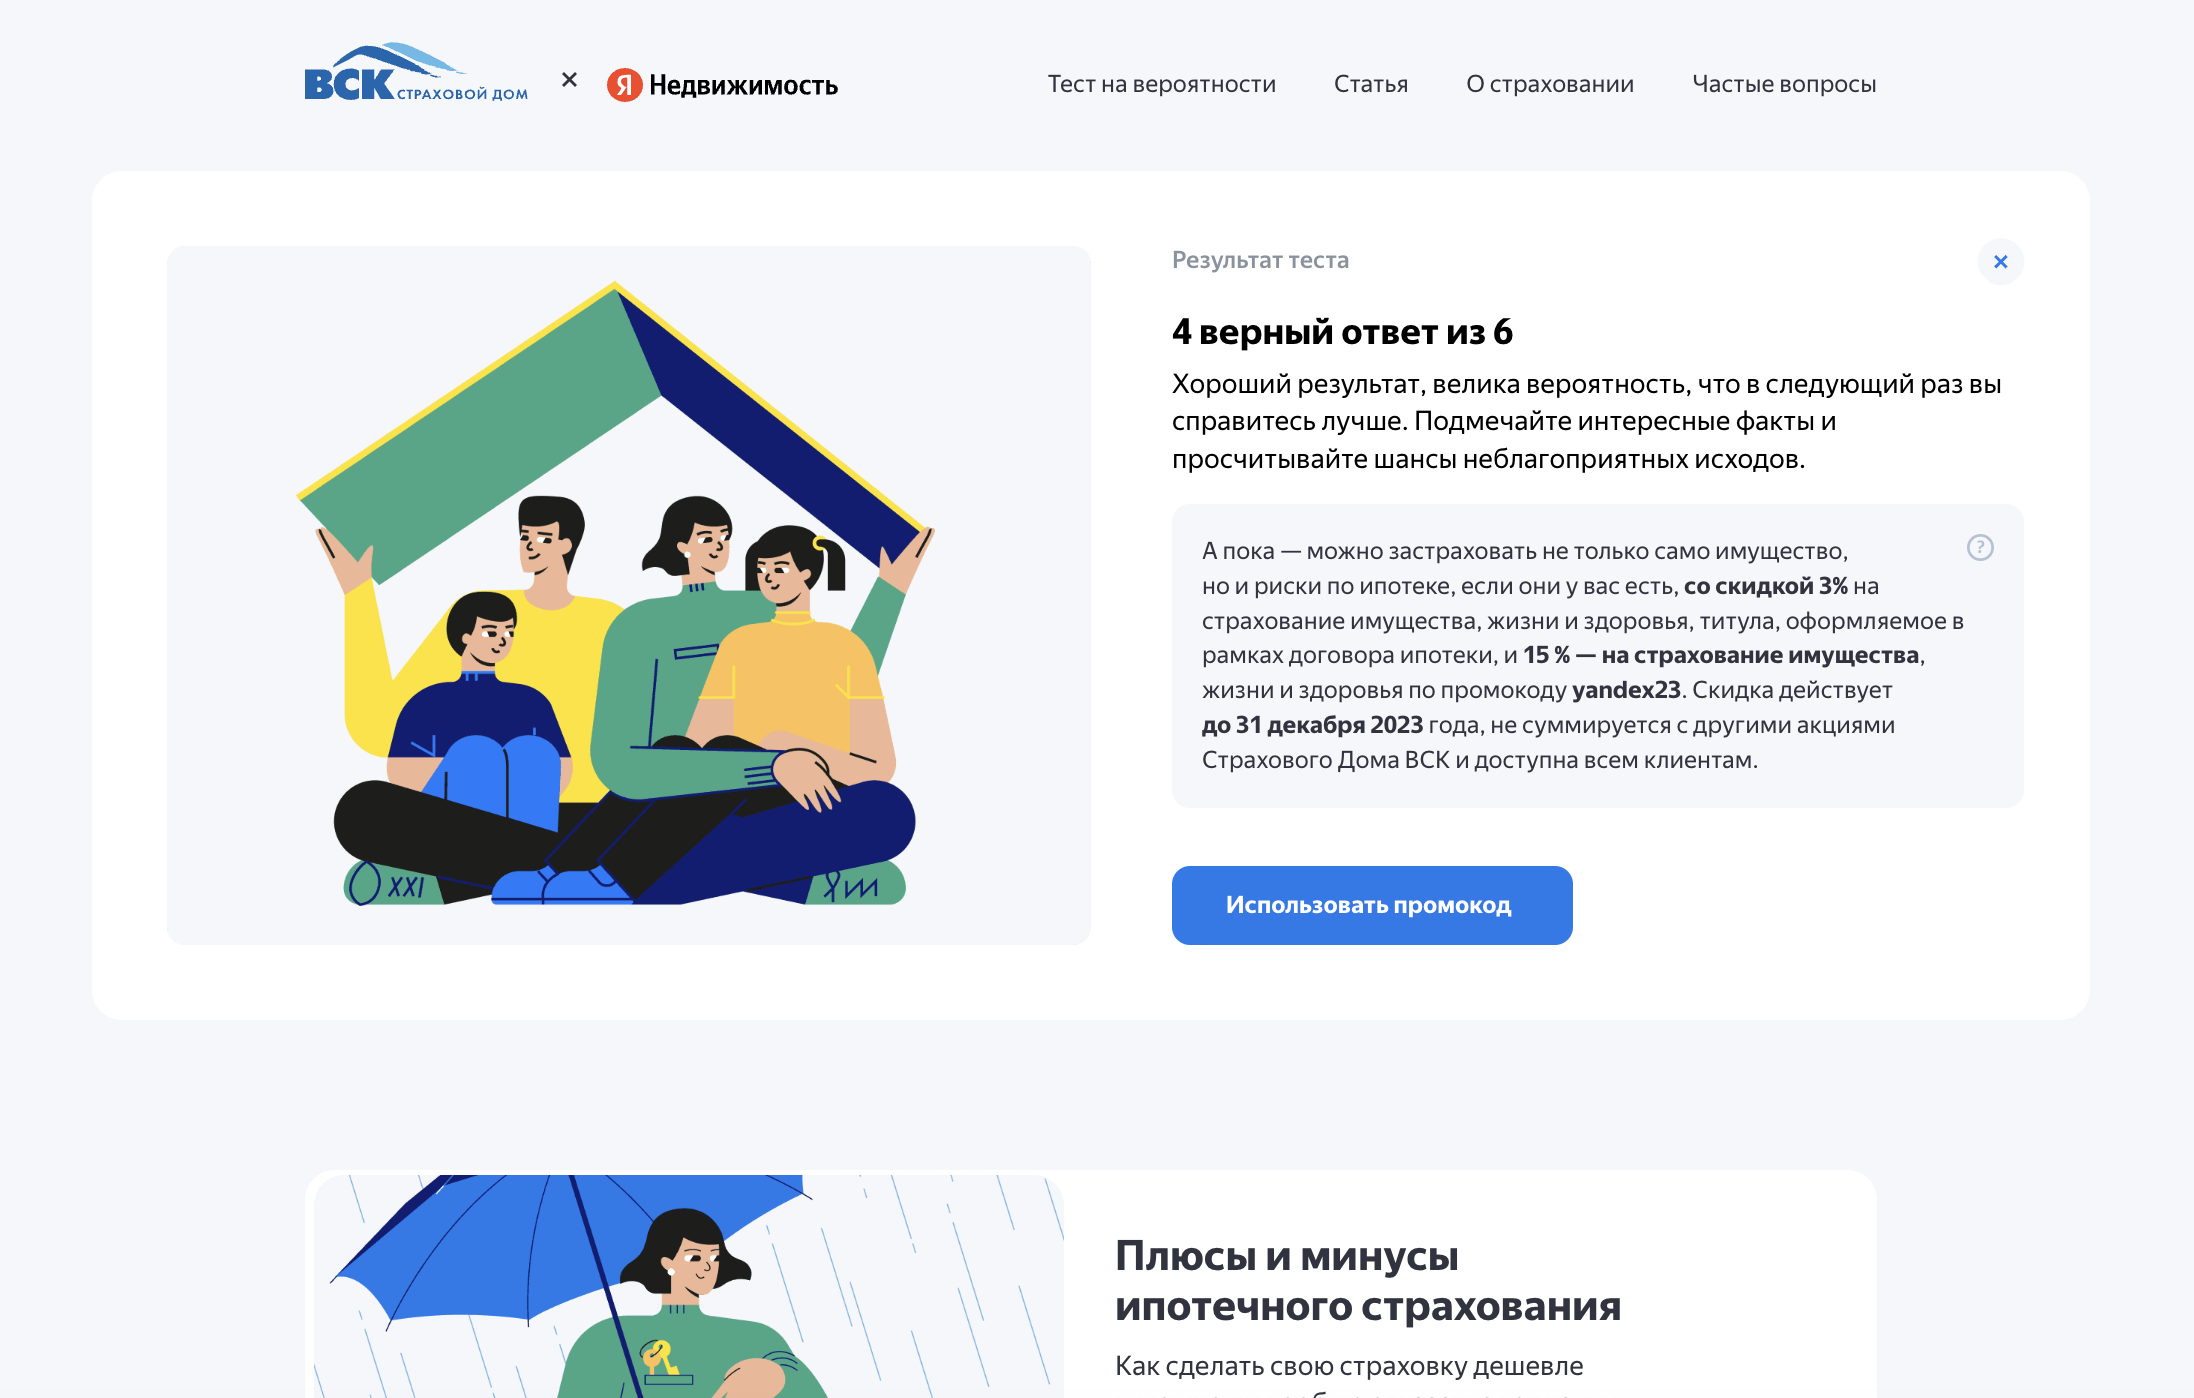 ВСК СТРАХОВОЙ ДОМ × Я Недвижимость
Тест на вероятности Статья О страховании Частые вопросы
Результат теста
4 верный ответ из 6
Хороший результат, велика вероятность, что в следующий раз вы
справитесь лучше. Подмечайте интересные факты и
просчитывайте шансы неблагоприятных исходов.
А пока — можно застраховать не только само имущество,
но и риски по ипотеке, если они у вас есть, со скидкой 3% на
страхование имущества, жизни и здоровья, титула, оформляемое в
рамках договора ипотеки, и 15 % — на страхование имущества,
жизни и здоровья по промокоду yandex23. Скидка действует
до 31 декабря 2023 года, не суммируется с другими акциями
Страхового Дома ВСК и доступна всем клиентам.
?
Использовать промокод
XXI
Плюсы и минусы
ипотечного страхования
Как сделать свою страховку дешевле